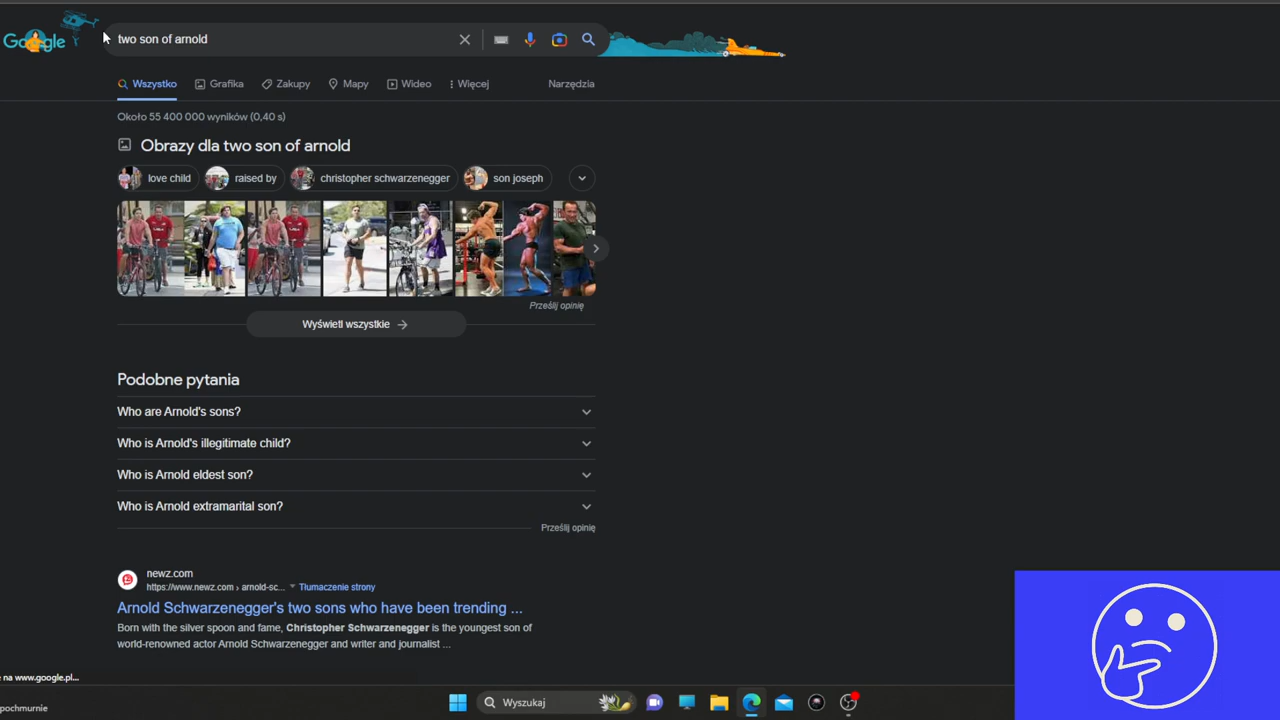 Google
two son of arnold
Wszystko Grafika Zakupy Mapy Wideo Więcej Narzędzia
Około 55 400 000 wyników (0,40 s)
Obrazy dla two son of arnold
love child raised by christopher schwarzenegger son joseph
Prześlij opinię
Wyświetl wszystkie
Podobne pytania
Who are Arnold's sons?
Who is Arnold's illegitimate child?
Who is Arnold eldest son?
Who is Arnold extramarital son?
Prześlij opinię
newz.com
https://www.newz.com › arnold-sc... Tłumaczenie strony
Arnold Schwarzenegger's two sons who have been trending ...
Born with the silver spoon and fame, Christopher Schwarzenegger is the youngest son of
world-renowned actor Arnold Schwarzenegger and writer and journalist ...
e na www.google.pl...
Wyszukaj
pochmurnie